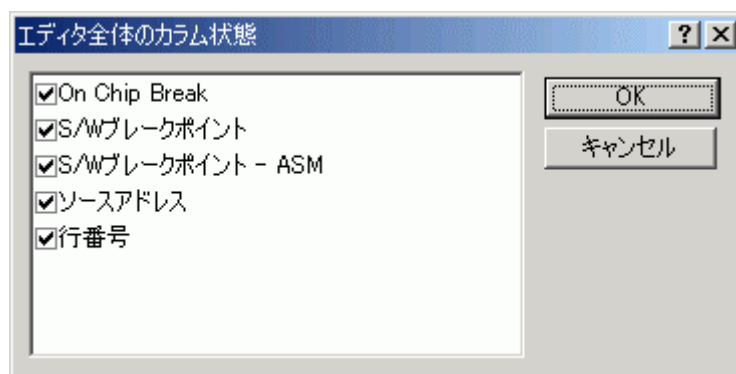 エディタ全体のカラム状態
On Chip Break
S/Wブレークポイント
S/Wブレークポイント - ASM
ソースアドレス
行番号
OK
キャンセル